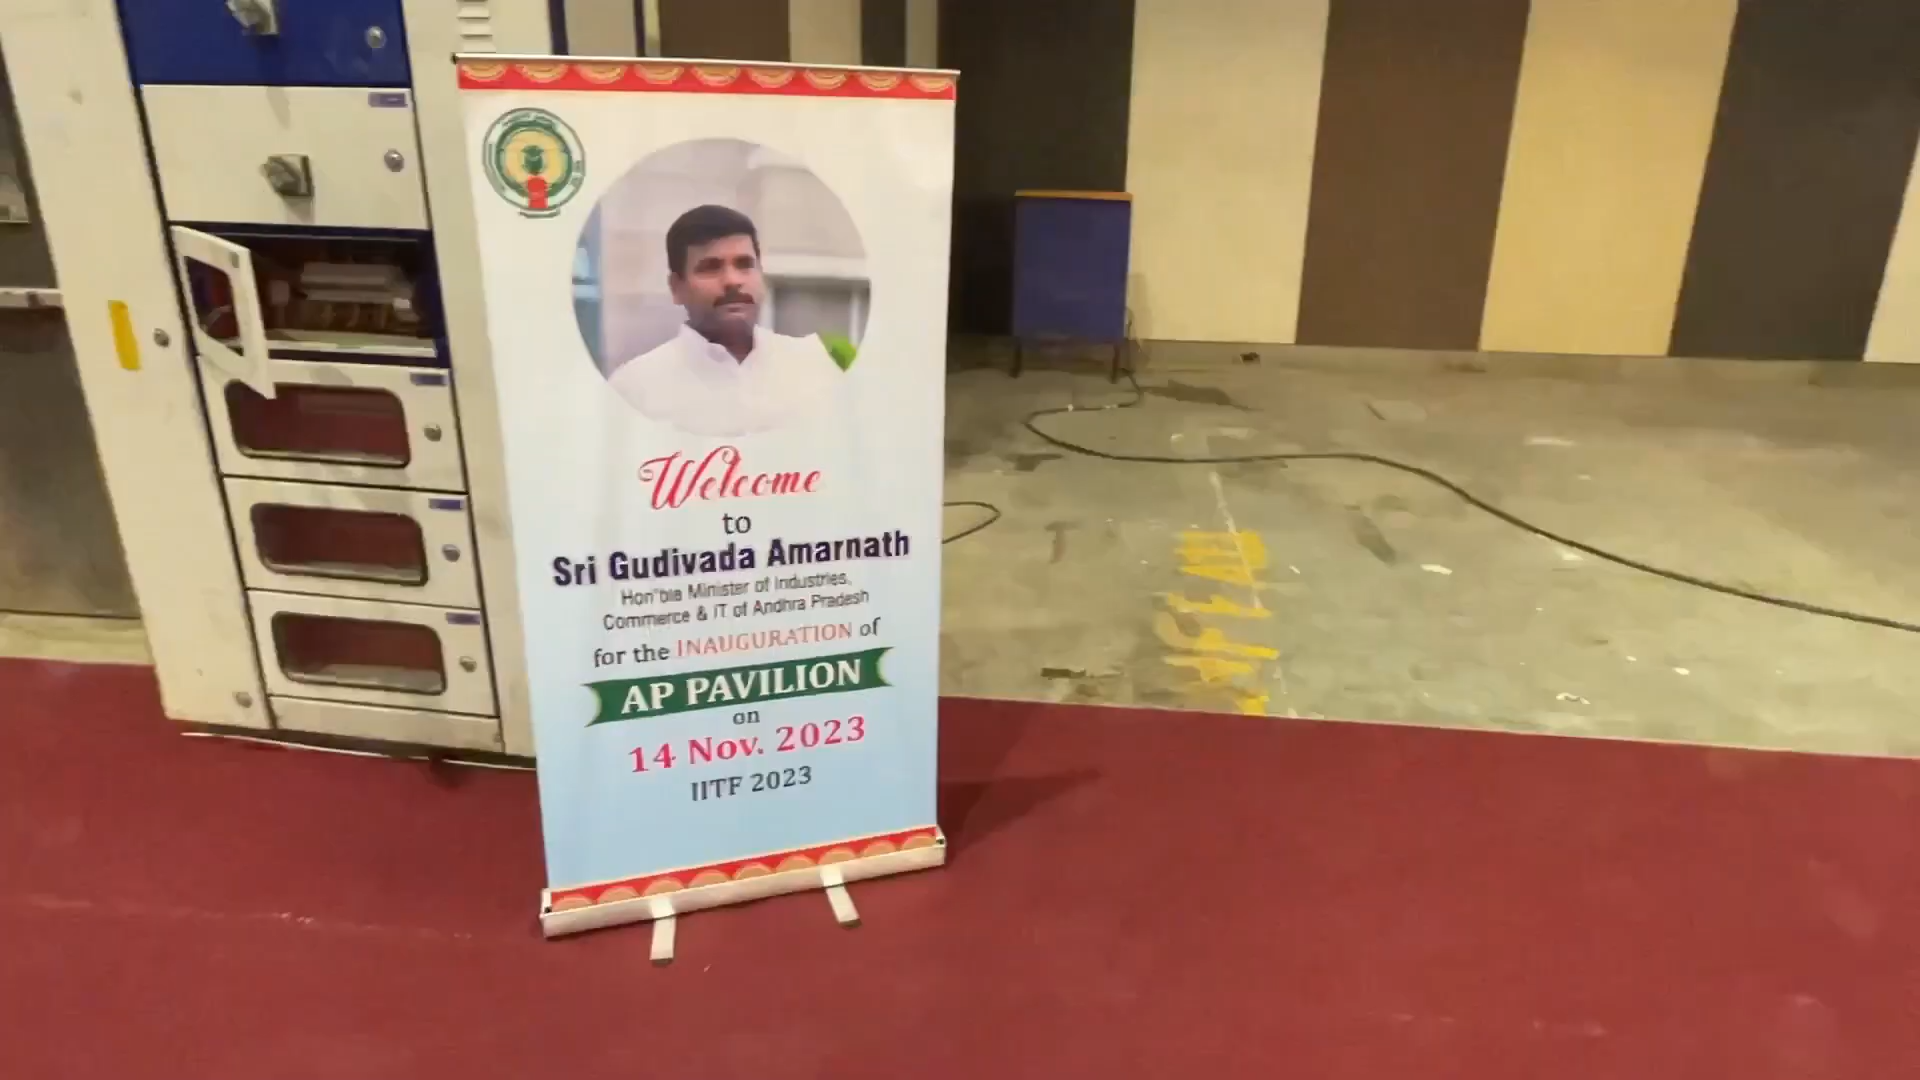 Welcome
to
Sri Gudivada Amarnath
Hon'ble Minister of Industries,
Commerce & IT of Andhra Pradesh
for the INAUGURATION of
AP PAVILION
on
14 Nov. 2023
IITF 2023